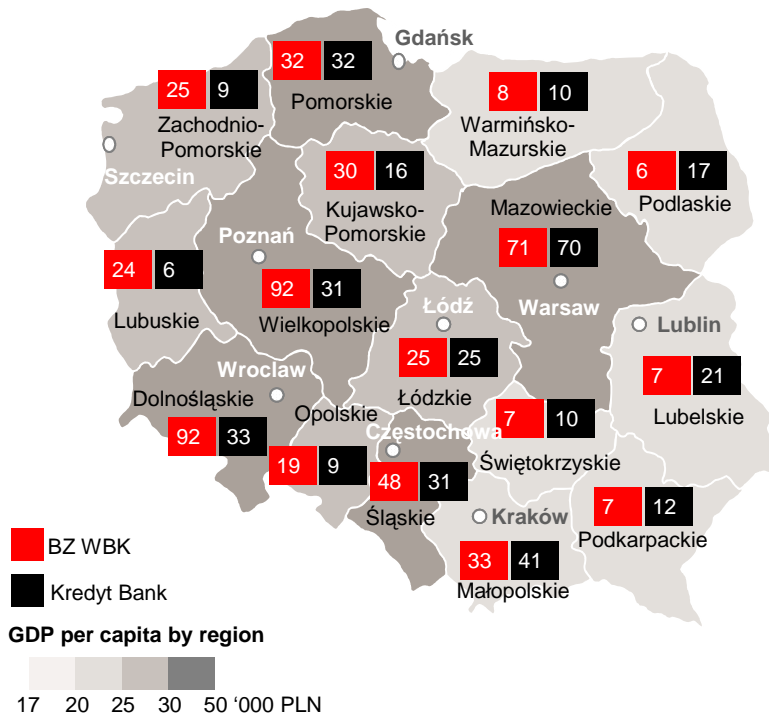 Gdańsk
32 32
Pomorskie
25 9
Zachodnio-
Pomorskie
8 10
Warmińsko-
Mazurskie
Szczecin
30 16
Kujawsko-
Pomorskie
6 17
Podlaskie
Mazowieckie
71 70
Warsaw
Poznań
92 31
Wielkopolskie
24 6
Lubuskie
Łódź
25 25
Łódzkie
Lublin
7 21
Lubelskie
Wroclaw
Dolnośląskie
92 33
Opolskie
19 9
Częstochowa
48 31
Śląskie
7 10
Świętokrzyskie
Kraków
33 41
Małopolskie
7 12
Podkarpackie
BZ WBK
Kredyt Bank
GDP per capita by region
17 20 25 30 50 ‘000 PLN